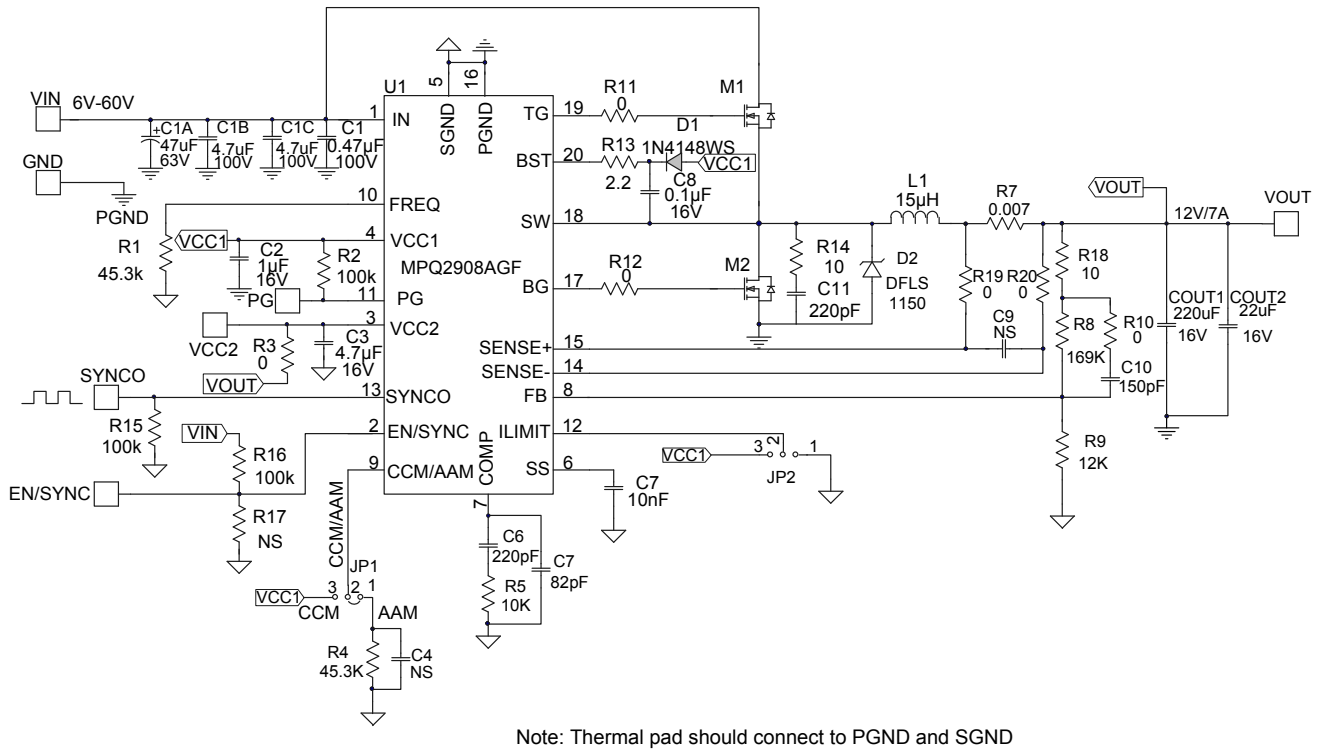 VIN
6V-60V
C1A
47uF
63V
C1B
4.7uF
100V
C1C
4.7uF
100V
C1
0.47µF
100V
GND
PGND
U1
MPQ2908AGF
1
IN
5
SGND
16
PGND
10
FREQ
R1
45.3k
4
VCC1
VCC1
C2
1µF
16V
R2
100k
11
PG
PG
3
VCC2
VCC2
R3
0
VOUT
C3
4.7µF
16V
SYNCO
13
SYNCO
R15
100k
VIN
R16
100k
2
EN/SYNC
EN/SYNC
R17
NS
9
CCM/AAM
CCM/AAM
JP1
VCC1
3
2
1
CCM
AAM
R4
45.3K
C4
NS
COMP
7
C6
220pF
R5
10K
C7
82pF
TG
19
R11
0
M1
BST
20
R13
2.2
D1
1N4148WS
VCC1
C8
0.1µF
16V
SW
18
BG
17
R12
0
M2
R14
10
C11
220pF
D2
DFLS
1150
L1
15µH
R7
0.007
R19
0
R20
0
C9
NS
SENSE+
15
SENSE-
14
FB
8
ILIMIT
12
VCC1
3
2
1
JP2
SS
6
C7
10nF
VOUT
12V/7A
VOUT
R18
10
R8
169K
R10
0
C10
150pF
R9
12K
COUT1
220uF
16V
COUT2
22uF
16V
Note: Thermal pad should connect to PGND and SGND